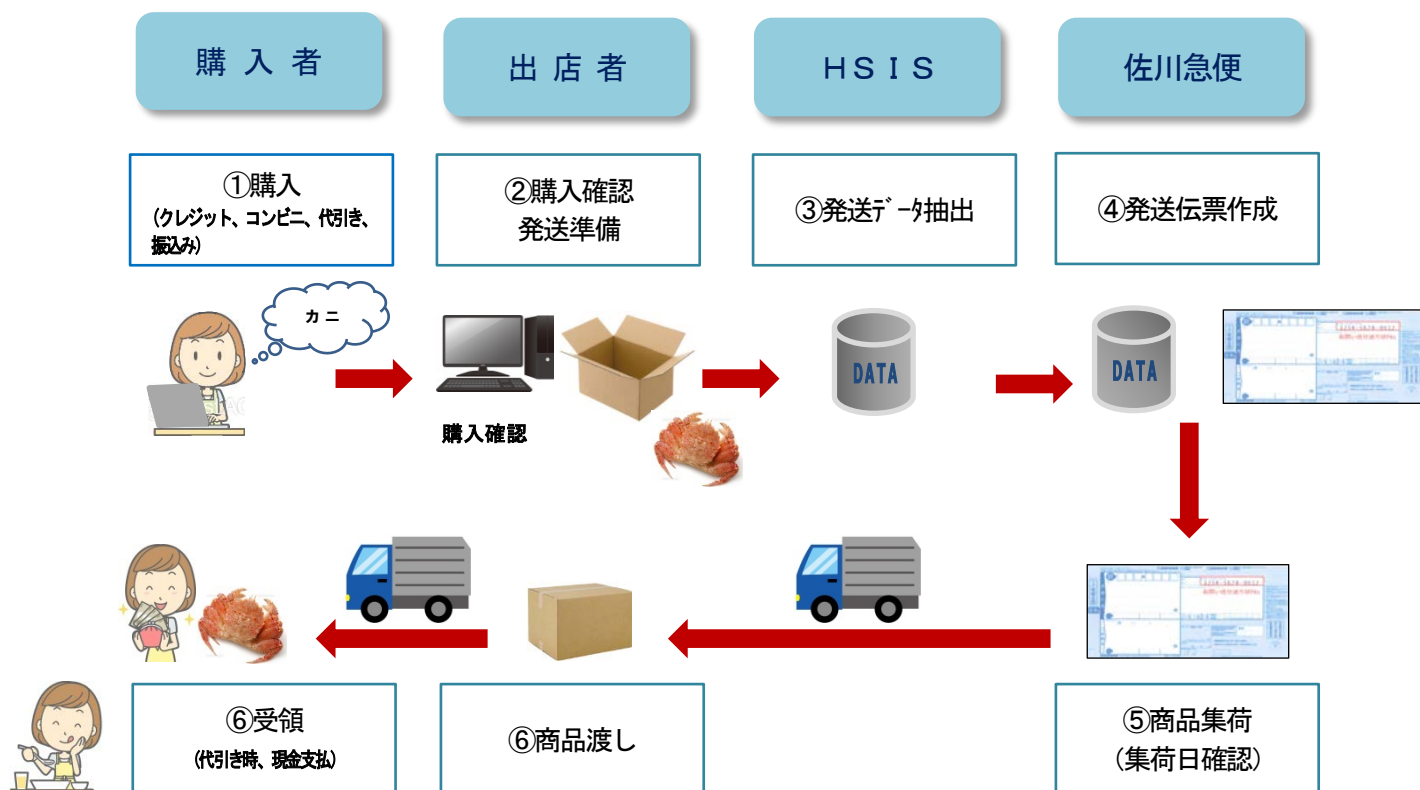 購入者
出店者
ＨＳＩＳ
佐川急便
①購入
(クレジット、コンビニ、代引き、
振込み)
②購入確認
発送準備
③発送ﾃﾞｰﾀ抽出
④発送伝票作成
カニ
DATA
DATA
購入確認
⑥受領
(代引き時、現金支払)
⑥商品渡し
⑤商品集荷
（集荷日確認）